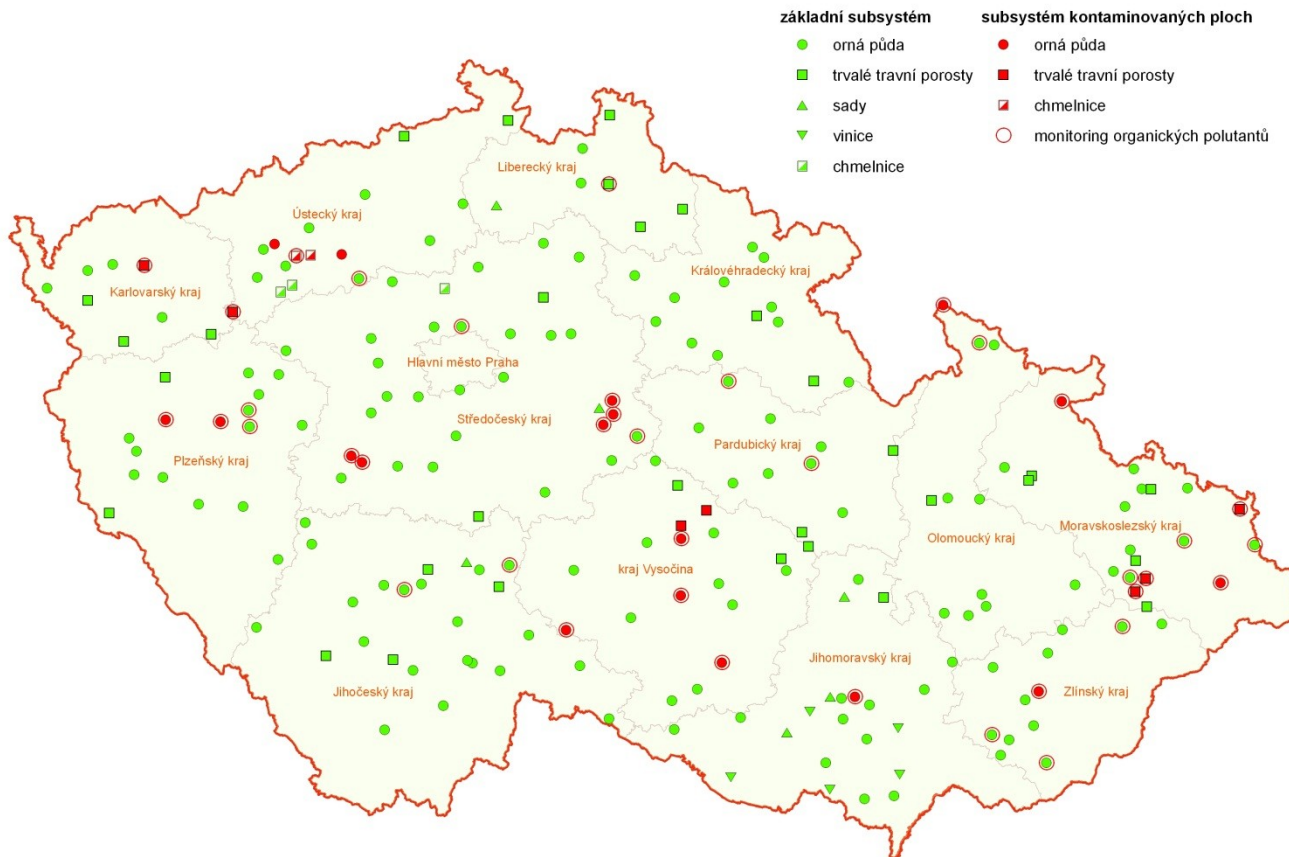 základní subsystém
orná půda
trvalé travní porosty
sady
vinice
chmelnice
subsystém kontaminovaných ploch
orná půda
trvalé travní porosty
chmelnice
monitoring organických polutantů
Liberecký kraj
Ústecký kraj
Karlovarský kraj
Královéhradecký kraj
Hlavní město Praha
Středočeský kraj
Pardubický kraj
Plzeňský kraj
Moravskoslezský kraj
Olomoucký kraj
kraj Vysočina
Jihomoravský kraj
Jihočeský kraj
Zlínský kraj